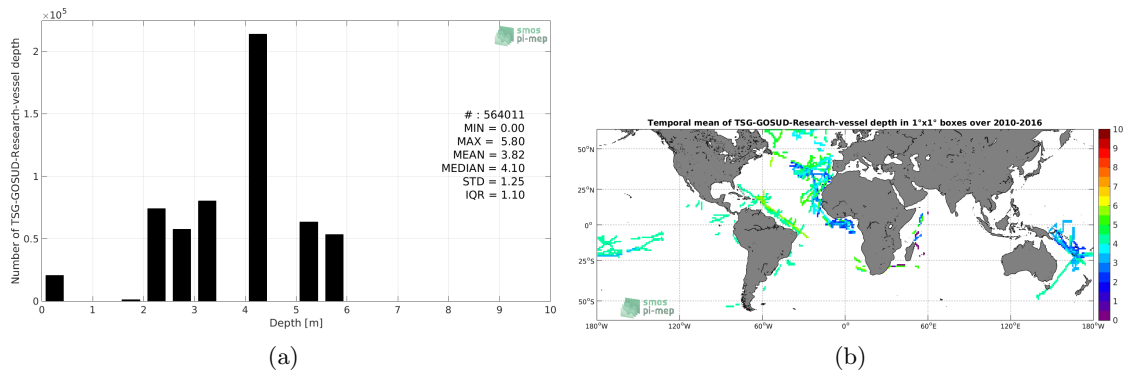 ×10^5
2
1.5
1
0.5
0
Number of TSG-GOSUD-Research-vessel depth
smos
pi-mep
# : 564011
MIN = 0.00
MAX = 5.80
MEAN = 3.82
MEDIAN = 4.10
STD = 1.25
IQR = 1.10
0 1 2 3 4 5 6 7 8 9 10
Depth [m]
(a)
Temporal mean of TSG-GOSUD-Research-vessel depth in 1°x1° boxes over 2010-2016
50°N
25°N
0°
25°S
50°S
smos
pi-mep
180°W 120°W 60°W 0° 60°E 120°E 180°W
10
9
8
7
6
5
4
3
2
1
0
(b)